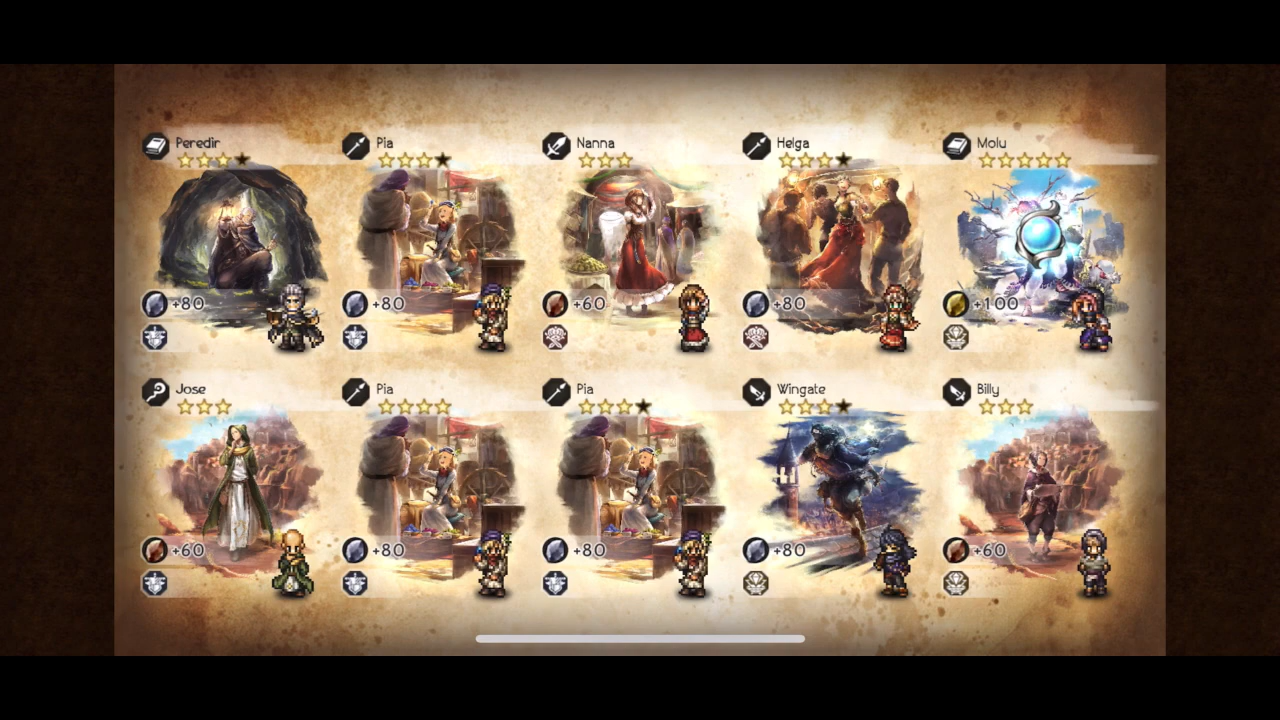 Peredir
Pia
Nanna
Helga
Molu
+80
+80
+60
+80
+100
Jose
Pia
Pia
Wingate
Billy
+60
+80
+80
+80
+60